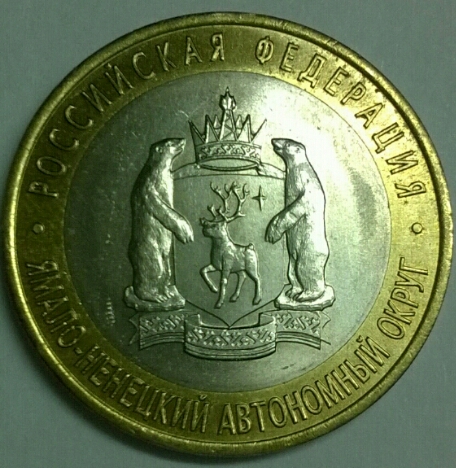 РОССИЙСКАЯ ФЕДЕРАЦИЯ
ЯМАЛО-НЕНЕЦКИЙ АВТОНОМНЫЙ ОКРУГ